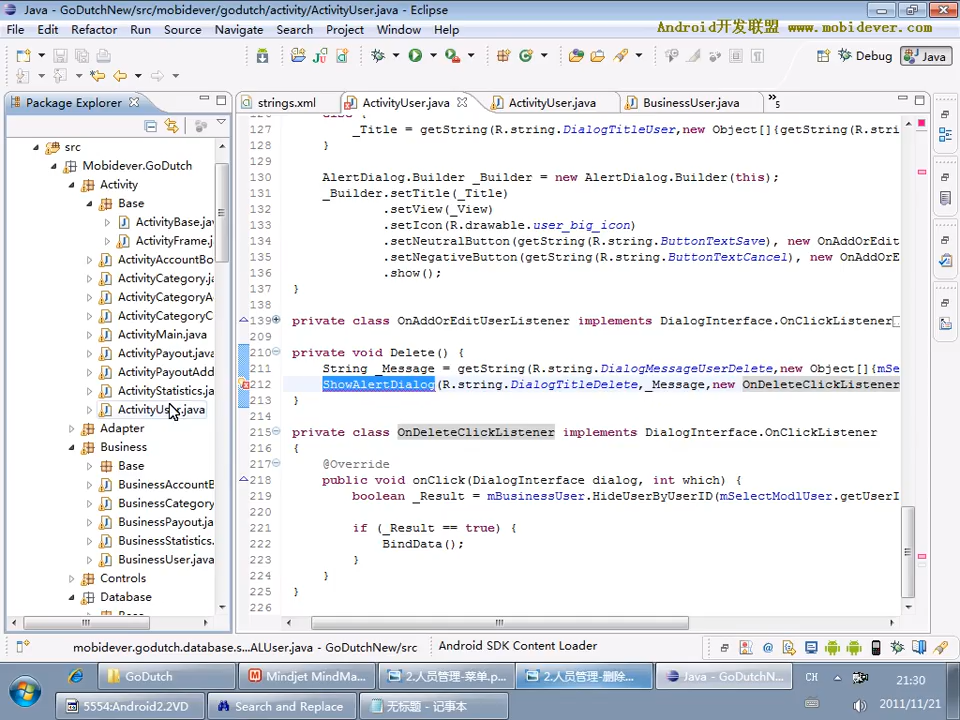 Java - GoDutchNew/src/mobidever/godutch/activity/ActivityUser.java - Eclipse
File Edit Refactor Run Source Navigate Search Project Window Help
Android开发联盟 www.mobidever.com
Debug Java
Package Explorer
strings.xml ActivityUser.java ActivityUser.java BusinessUser.java »5
src
Mobidever.GoDutch
Activity
Base
ActivityBase.jav
ActivityFrame.j
ActivityAccountBo
ActivityCategory.ja
ActivityCategoryA
ActivityCategoryC
ActivityMain.java
ActivityPayout.java
ActivityPayoutAdd
ActivityStatistics.ja
ActivityUser.java
Adapter
Business
Base
BusinessAccountB
BusinessCategory
BusinessPayout.ja
BusinessStatistics.
BusinessUser.java
Controls
Database
127 _Title = getString(R.string.DialogTitleUser,new Object[]{getString(R.stri
128 }
129
130 AlertDialog.Builder _Builder = new AlertDialog.Builder(this);
131 _Builder.setTitle(_Title)
132 .setView(_View)
133 .setIcon(R.drawable.user_big_icon)
134 .setNeutralButton(getString(R.string.ButtonTextSave), new OnAddOrEdit
135 .setNegativeButton(getString(R.string.ButtonTextCancel), new OnAddOrE
136 .show();
137 }
138
139 private class OnAddOrEditUserListener implements DialogInterface.OnClickListener
209
210 private void Delete() {
211 String _Message = getString(R.string.DialogMessageUserDelete,new Object[]{mSe
212 ShowAlertDialog(R.string.DialogTitleDelete,_Message,new OnDeleteClickListener
213 }
214
215 private class OnDeleteClickListener implements DialogInterface.OnClickListener
216 {
217 @Override
218 public void onClick(DialogInterface dialog, int which) {
219 boolean _Result = mBusinessUser.HideUserByUserID(mSelectModlUser.getUserI
220
221 if (_Result == true) {
222 BindData();
223 }
224 }
225 }
226
mobidever.godutch.database.s...ALUser.java - GoDutchNew/src Android SDK Content Loader
GoDutch Mindjet MindMa... 2.人员管理-菜单.p... 2.人员管理-删除... Java - GoDutchN... CH 21:30
5554:Android2.2VD Search and Replace 无标题 - 记事本 2011/11/21